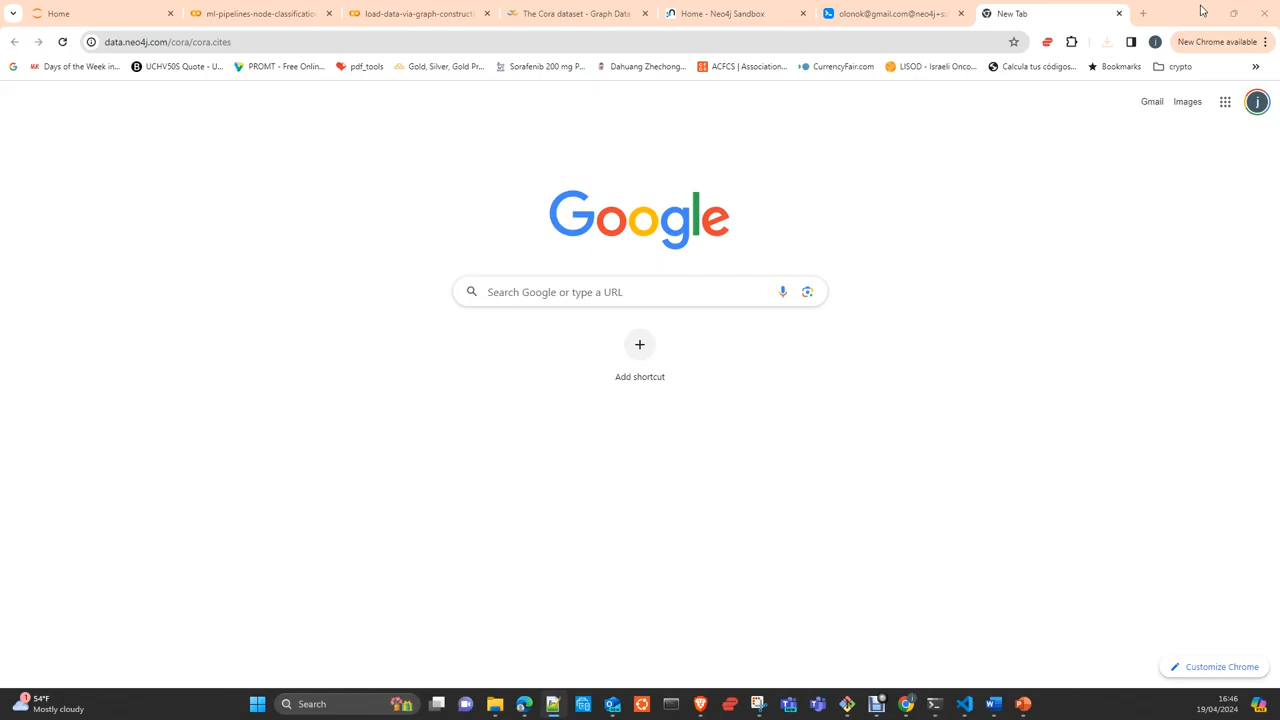 Home
ml-pipelines-node-classification
load-data-via-graph-constructi
The Cora dataset - Graph Data
Home - Neo4j Sandbox
olonok@gmail.com@neo4j+s:
New Tab
data.neo4j.com/cora/cora.cites
New Chrome available
Days of the Week in...
UCHV50S Quote - U...
PROMT - Free Onlin...
pdf_tools
Gold, Silver, Gold Pr...
Sorafenib 200 mg P...
Dahuang Zhechong...
ACFCS | Association...
CurrencyFair.com
LISOD - Israeli Onco...
Calcula tus códigos...
Bookmarks
crypto
Gmail
Images
j
Google
Search Google or type a URL
Add shortcut
Customize Chrome
1
54°F
Mostly cloudy
Search
16:46
19/04/2024